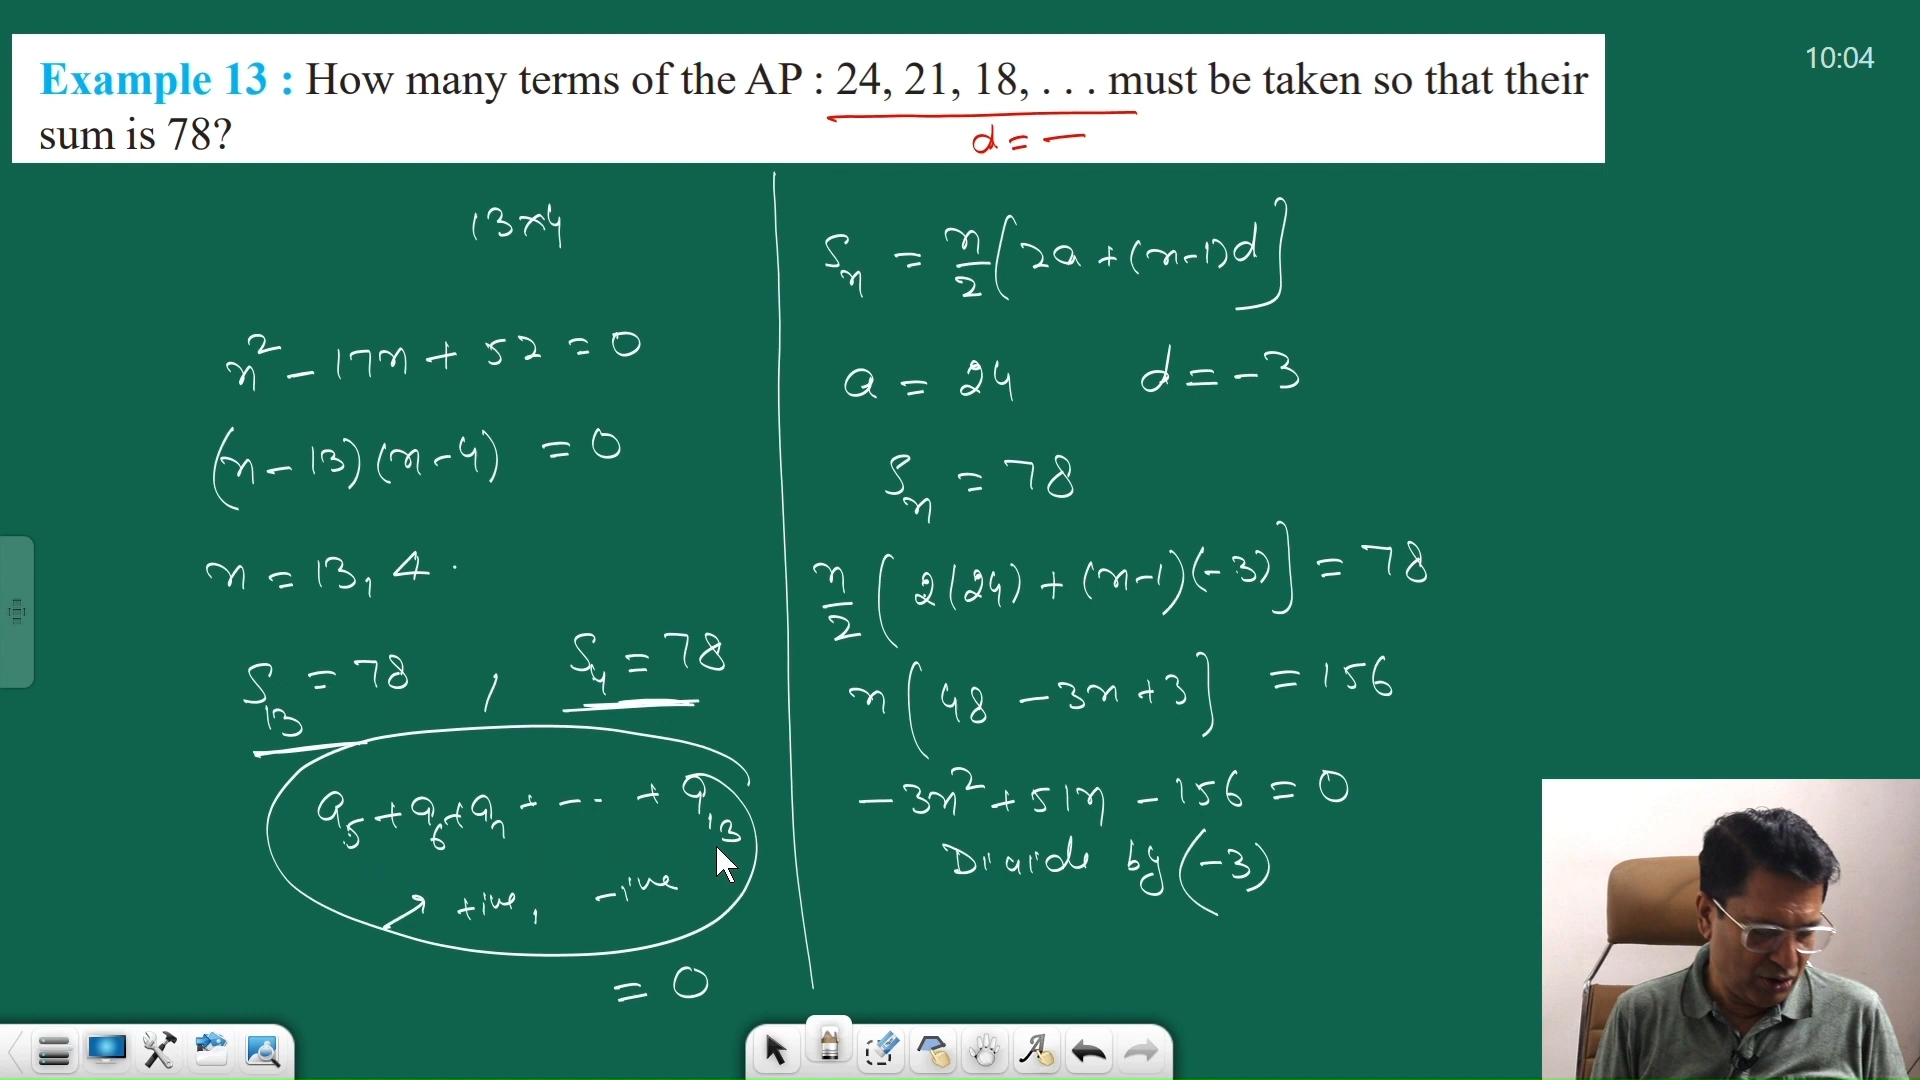 10:04
Example 13 : How many terms of the AP : 24, 21, 18, . . . must be taken so that their
sum is 78?
d = —
Sₙ = n/2 [2a + (n-1)d]
a = 24 d = -3
Sₙ = 78
n/2 [2(24) + (n-1)(-3)] = 78
n [48 - 3n + 3] = 156
-3n² + 51n - 156 = 0
Divide by (-3)
13×4
n² - 17n + 52 = 0
(n - 13)(n - 4) = 0
n = 13, 4.
S₁₃ = 78 , S₄ = 78
a₅ + a₆ + a₇ + --- + a₁₃
+ive, -ive
= 0